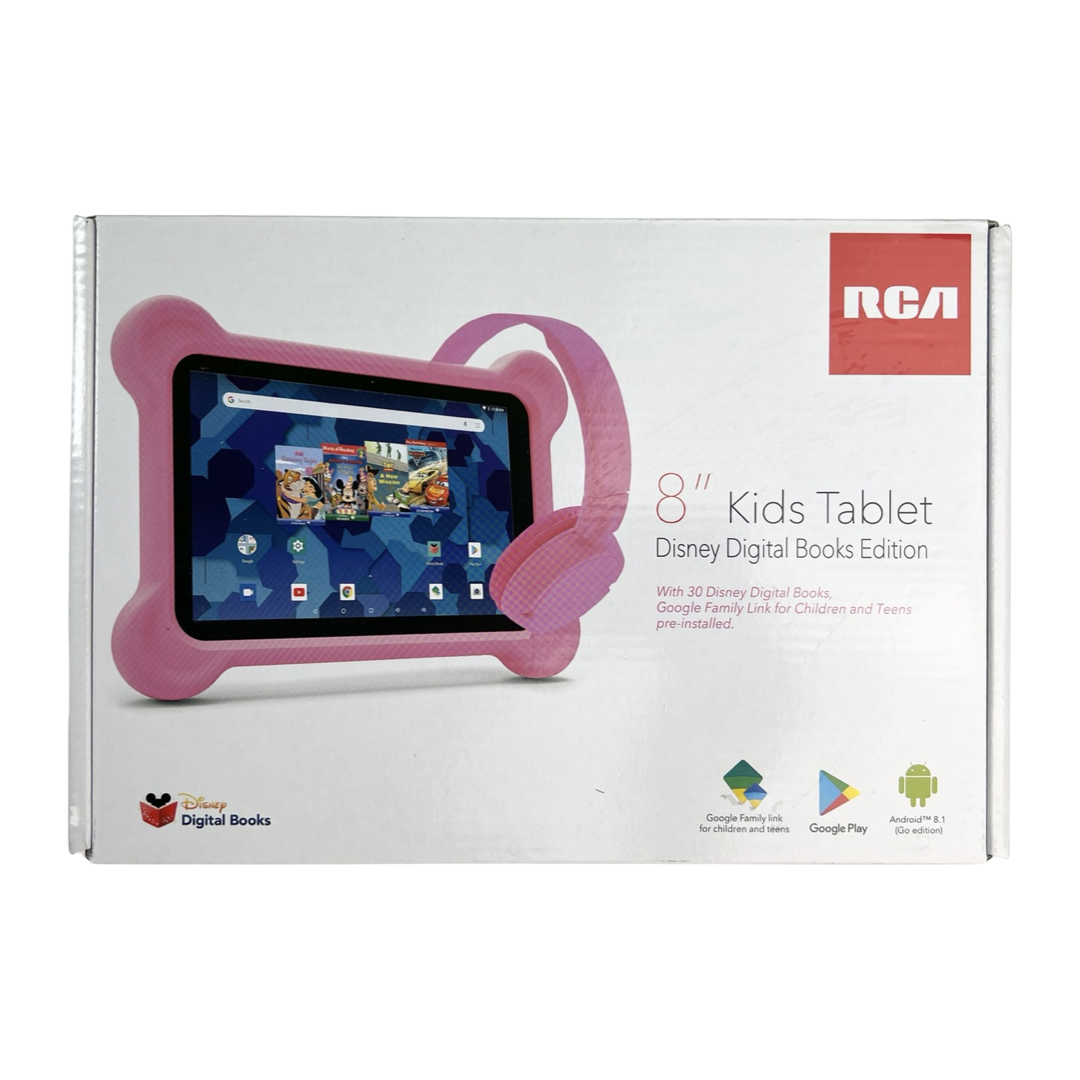 RCA
8" Kids Tablet
Disney Digital Books Edition
With 30 Disney Digital Books,
Google Family Link for Children and Teens
pre-installed.
Disney
Digital Books
Google Family link
for children and teens
Google Play
Android™ 8.1
(Go edition)